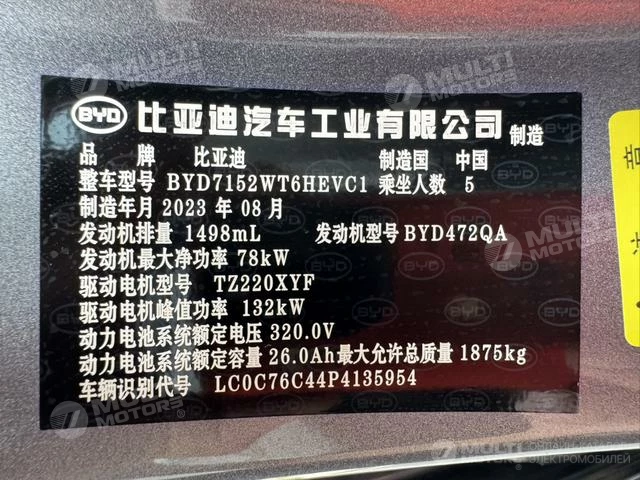 BYD 比亚迪汽车工业有限公司 制造
品 牌 比亚迪 制造国 中国
整车型号 BYD7152WT6HEVC1 乘坐人数 5
制造年月 2023 年 08 月
发动机排量 1498mL 发动机型号 BYD472QA
发动机最大净功率 78kW
驱动电机型号 TZ220XYF
驱动电机峰值功率 132kW
动力电池系统额定电压 320.0V
动力电池系统额定容量 26.0Ah 最大允许总质量 1875kg
车辆识别代号 LC0C76C44P4135954
MULTI MOTORS
ЭЛЕКТРОМОБИЛЕЙ